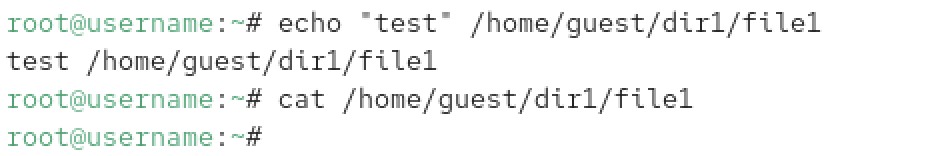 root@username:~# echo "test" /home/guest/dir1/file1
test /home/guest/dir1/file1
root@username:~# cat /home/guest/dir1/file1
root@username:~#